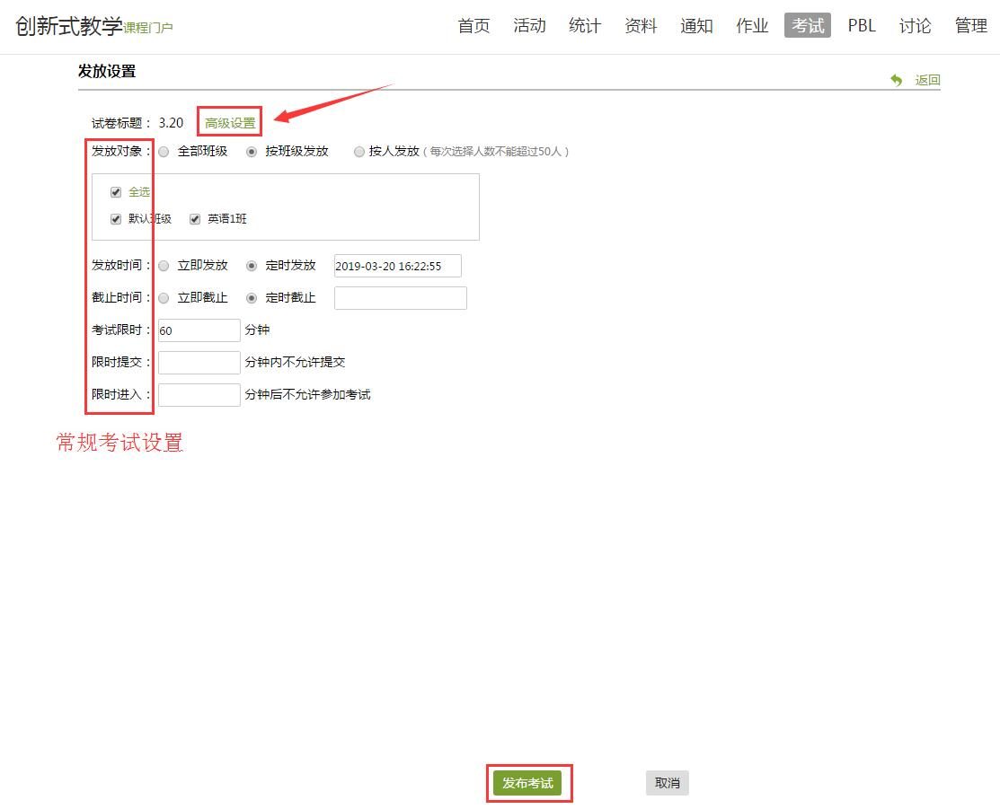 创新式教学课程门户 首页 活动 统计 资料 通知 作业 考试 PBL 讨论 管理
发放设置
返回
试卷标题： 3.20 高级设置
发放对象： 全部班级 按班级发放 按人发放（每次选择人数不能超过50人）
全选
默认班级 英语1班
发放时间： 立即发放 定时发放 2019-03-20 16:22:55
截止时间： 立即截止 定时截止
考试限时： 60 分钟
限时提交： 分钟内不允许提交
限时进入： 分钟后不允许参加考试
常规考试设置
发布考试 取消